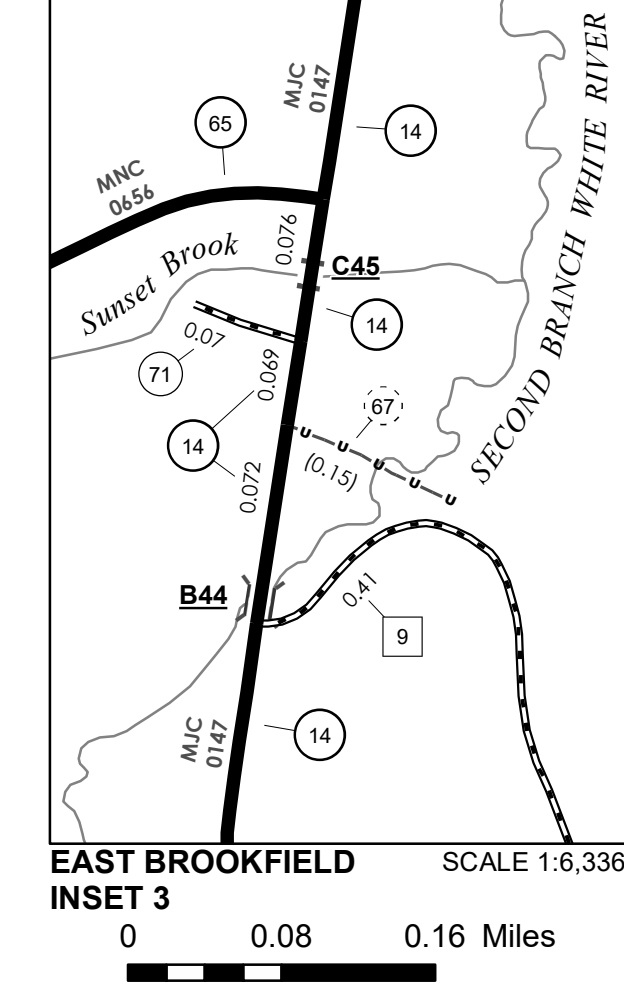 MJC
0147
65
14
MNC
0656
SECOND BRANCH WHITE RIVER
0.076
Sunset Brook
C45
14
0.07
71
0.069
67
14
(0.15)
0.072
B44
0.41
9
MJC
0147
14
U U U U U
EAST BROOKFIELD
SCALE 1:6,336
INSET 3
0 0.08 0.16 Miles